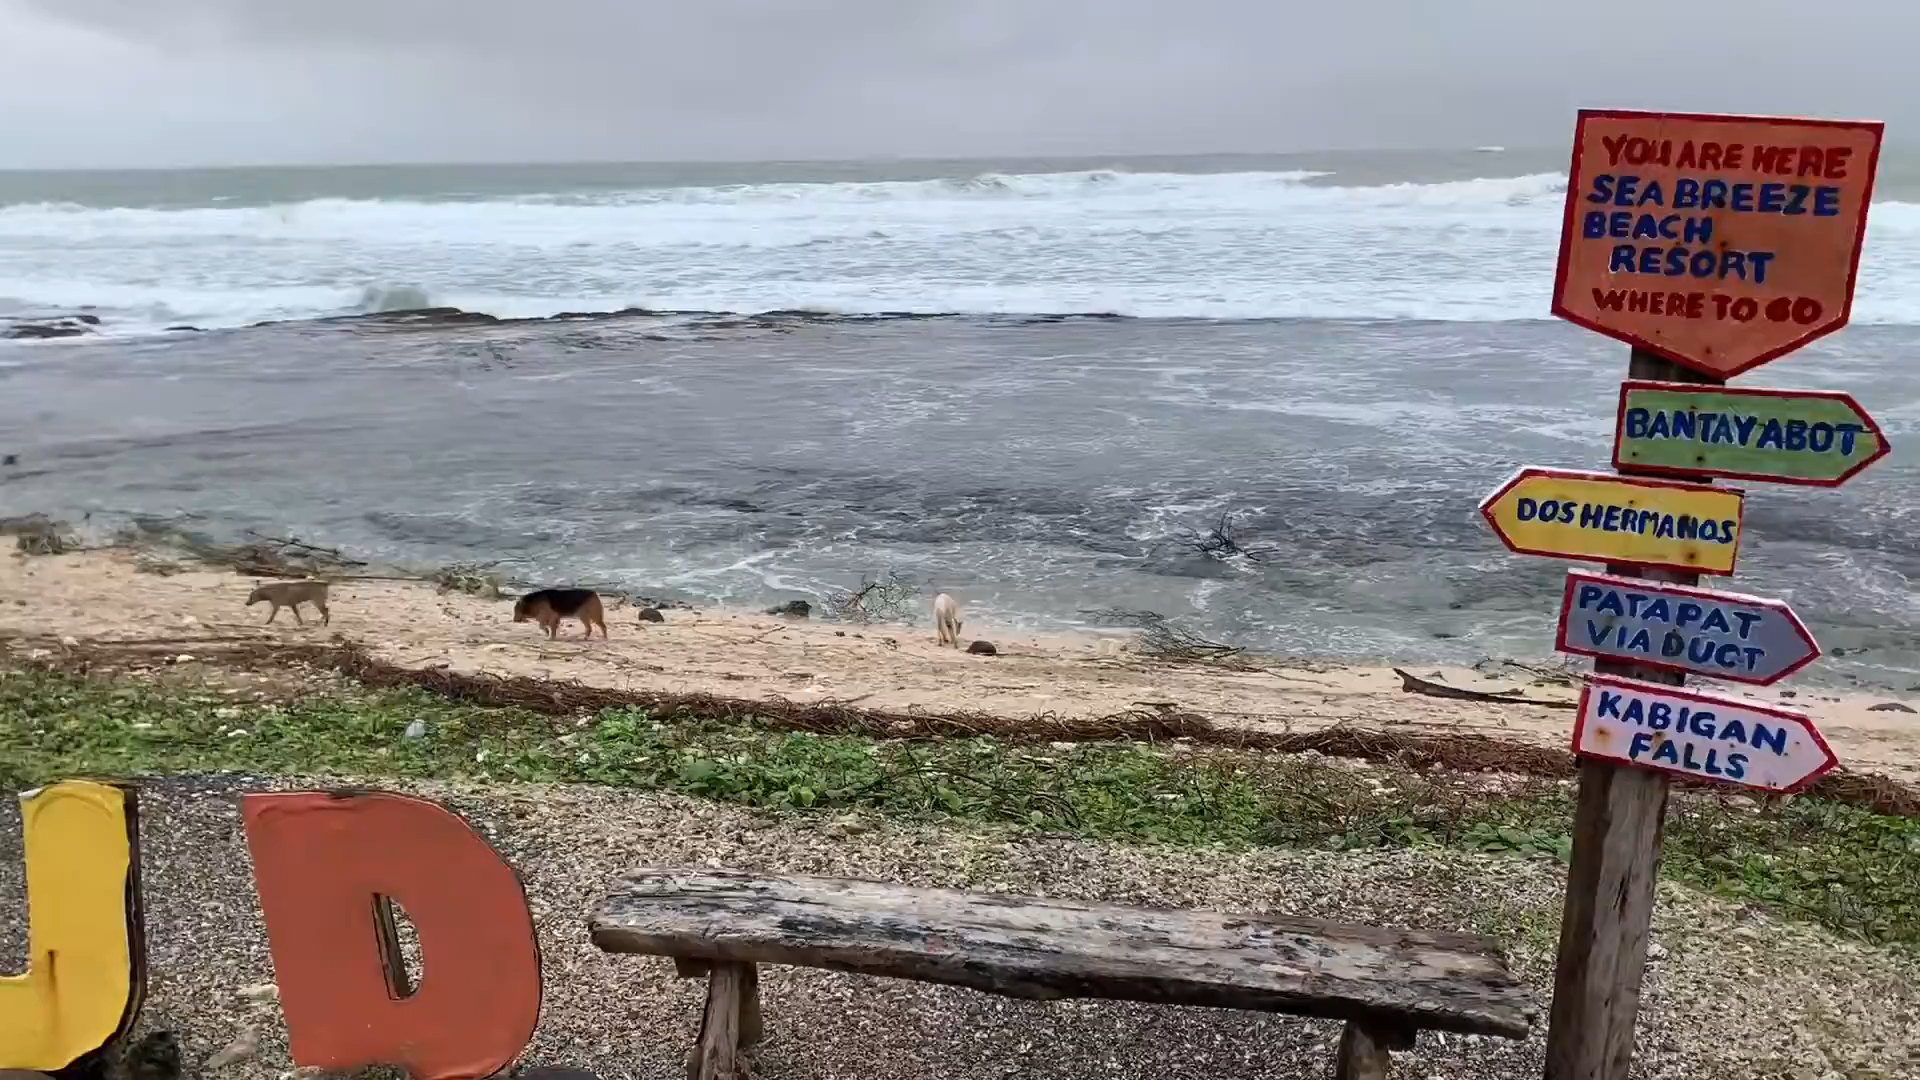 YOU ARE HERE
SEA BREEZE
BEACH
RESORT
WHERE TO GO
BANTAY ABOT
DOS HERMANOS
PATAPAT
VIA DUCT
KABIGAN
FALLS
UD